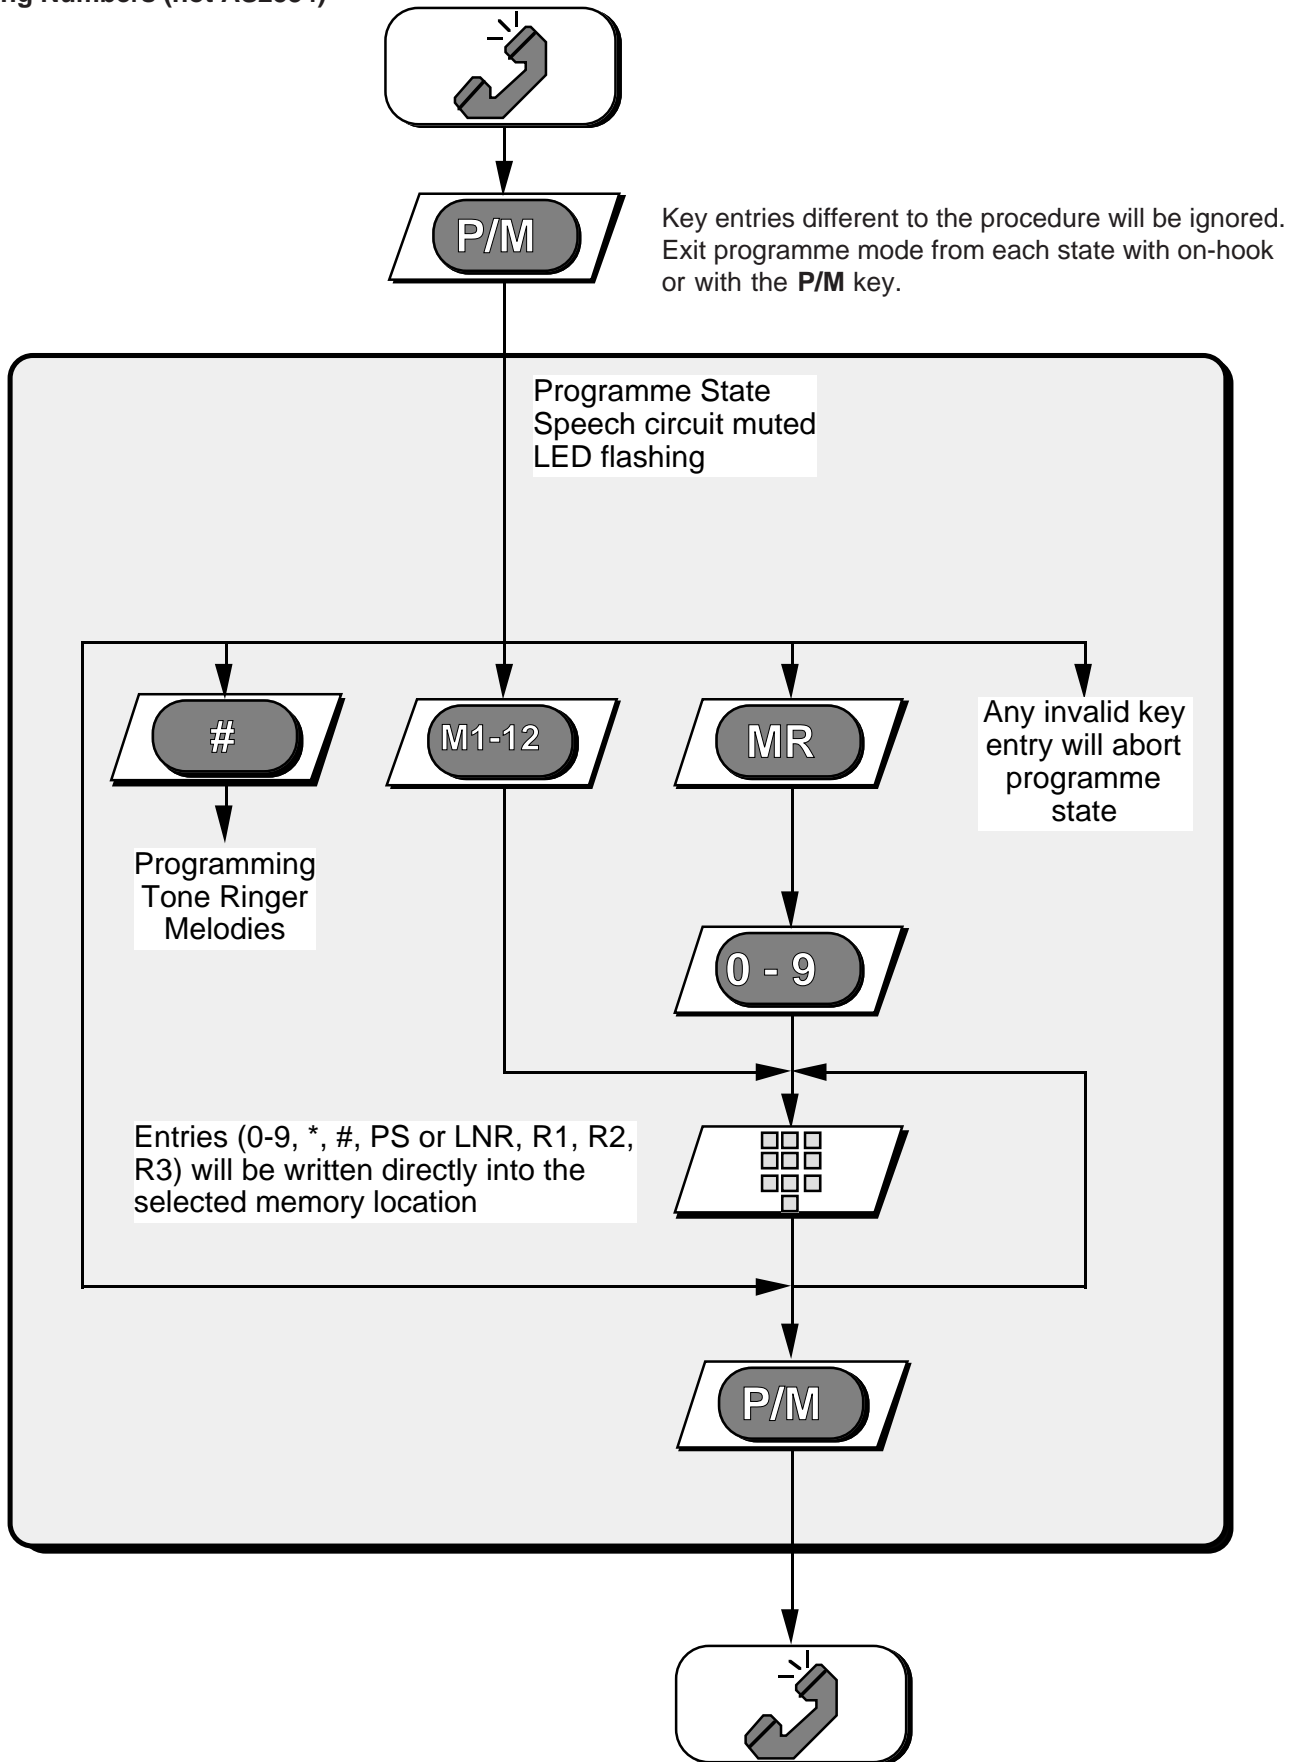 P/M
Key entries different to the procedure will be ignored.
Exit programme mode from each state with on-hook
or with the P/M key.
Programme State
Speech circuit muted
LED flashing
#
M1-12
MR
Any invalid key
entry will abort
programme
state
Programming
Tone Ringer
Melodies
0 - 9
Entries (0-9, *, #, PS or LNR, R1, R2,
R3) will be written directly into the
selected memory location
P/M